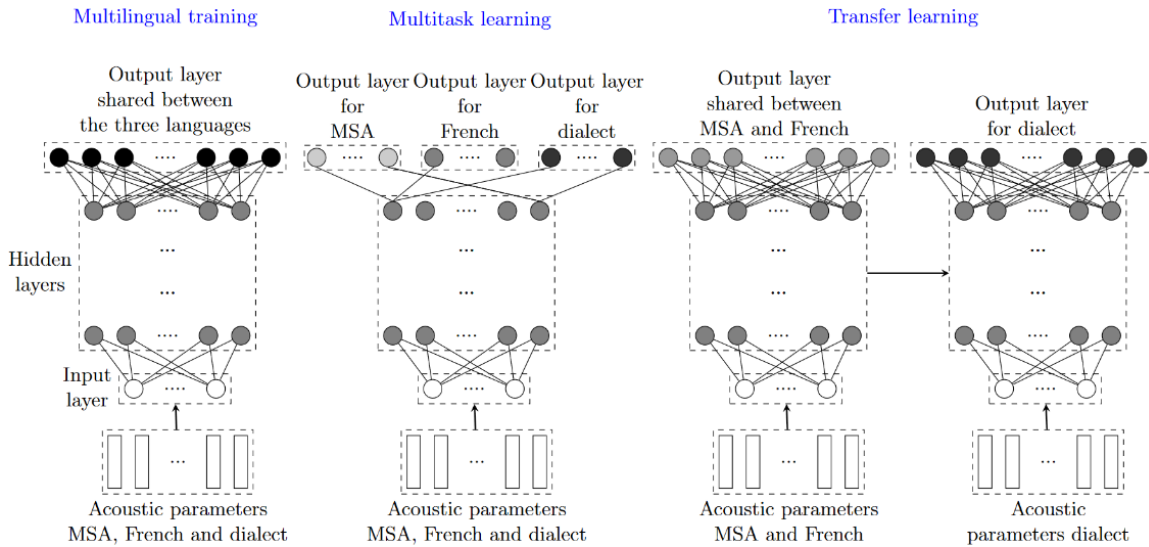 Multilingual training
Multitask learning
Transfer learning
Output layer
shared between
the three languages
Output layer
for
MSA
Output layer
for
French
Output layer
for
dialect
Output layer
shared between
MSA and French
Output layer
for dialect
....
....
....
....
....
....
....
....
....
....
...
...
...
...
Hidden
layers
...
...
...
...
....
....
....
....
Input
layer
....
....
....
....
...
...
...
...
Acoustic parameters
MSA, French and dialect
Acoustic parameters
MSA, French and dialect
Acoustic parameters
MSA and French
Acoustic
parameters dialect